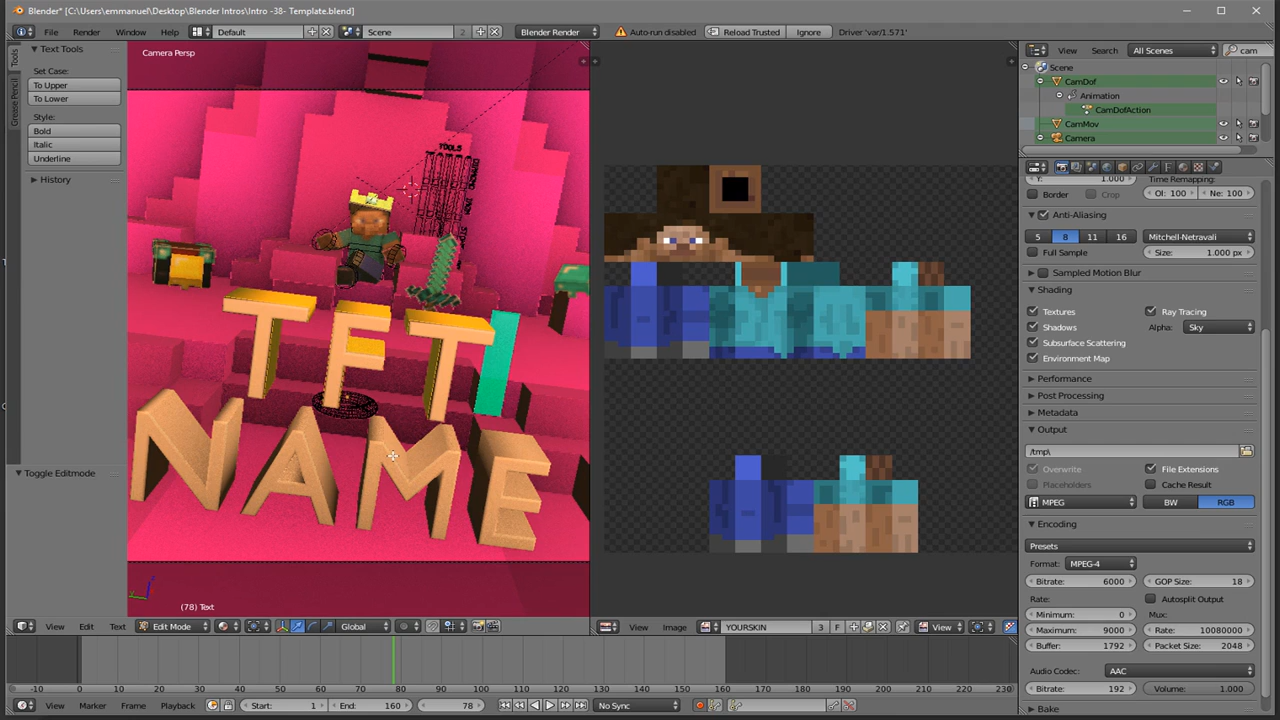 Blender* [C:\Users\emmanuel\Desktop\Blender Intros\Intro -38- Template.blend]
File Render Window Help Default Scene 2 Blender Render Auto-run disabled Reload Trusted Ignore Driver 'var/1.571'
Tools
Grease Pencil
Text Tools
Set Case:
To Upper
To Lower
Style:
Bold
Italic
Underline
History
Toggle Editmode
Camera Persp
TOOLS
TFTI
NAME
(78) Text
View Edit Text Edit Mode Global
View Image YOURSKIN 3 F View
View Search All Scenes cam
Scene
CamDof
Animation
CamDofAction
CamMov
Camera
Y: 1.000 Time Remapping:
Border Crop Ol: 100 Ne: 100
Anti-Aliasing
5 8 11 16 Mitchell-Netravali
Full Sample Size: 1.000 px
Sampled Motion Blur
Shading
Textures Ray Tracing
Shadows Alpha: Sky
Subsurface Scattering
Environment Map
Performance
Post Processing
Metadata
Output
/tmp\
Overwrite File Extensions
Placeholders Cache Result
MPEG BW RGB
Encoding
Presets
Format: MPEG-4
Bitrate: 6000 GOP Size: 18
Rate: Autosplit Output
Minimum: 0 Mux:
Maximum: 9000 Rate: 10080000
Buffer: 1792 Packet Size: 2048
Audio Codec: AAC
Bitrate: 192 Volume: 1.000
Bake
-10 0 10 20 30 40 50 60 70 80 90 100 110 120 130 140 150 160 170 180 190 200 210 220 230
View Marker Frame Playback Start: 1 End: 160 78 No Sync